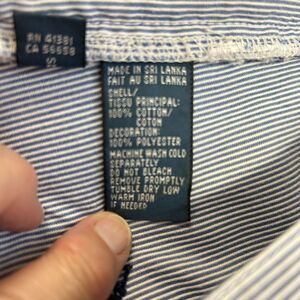 RN 41381
CA 56658
MADE IN SRI LANKA
FAIT AU SRI LANKA
SHELL/
TISSU PRINCIPAL:
100% COTTON/
COTON
DECORATION:
100% POLYESTER
MACHINE WASH COLD
SEPARATELY
DO NOT BLEACH
REMOVE PROMPTLY
TUMBLE DRY LOW
WARM IRON
IF NEEDED